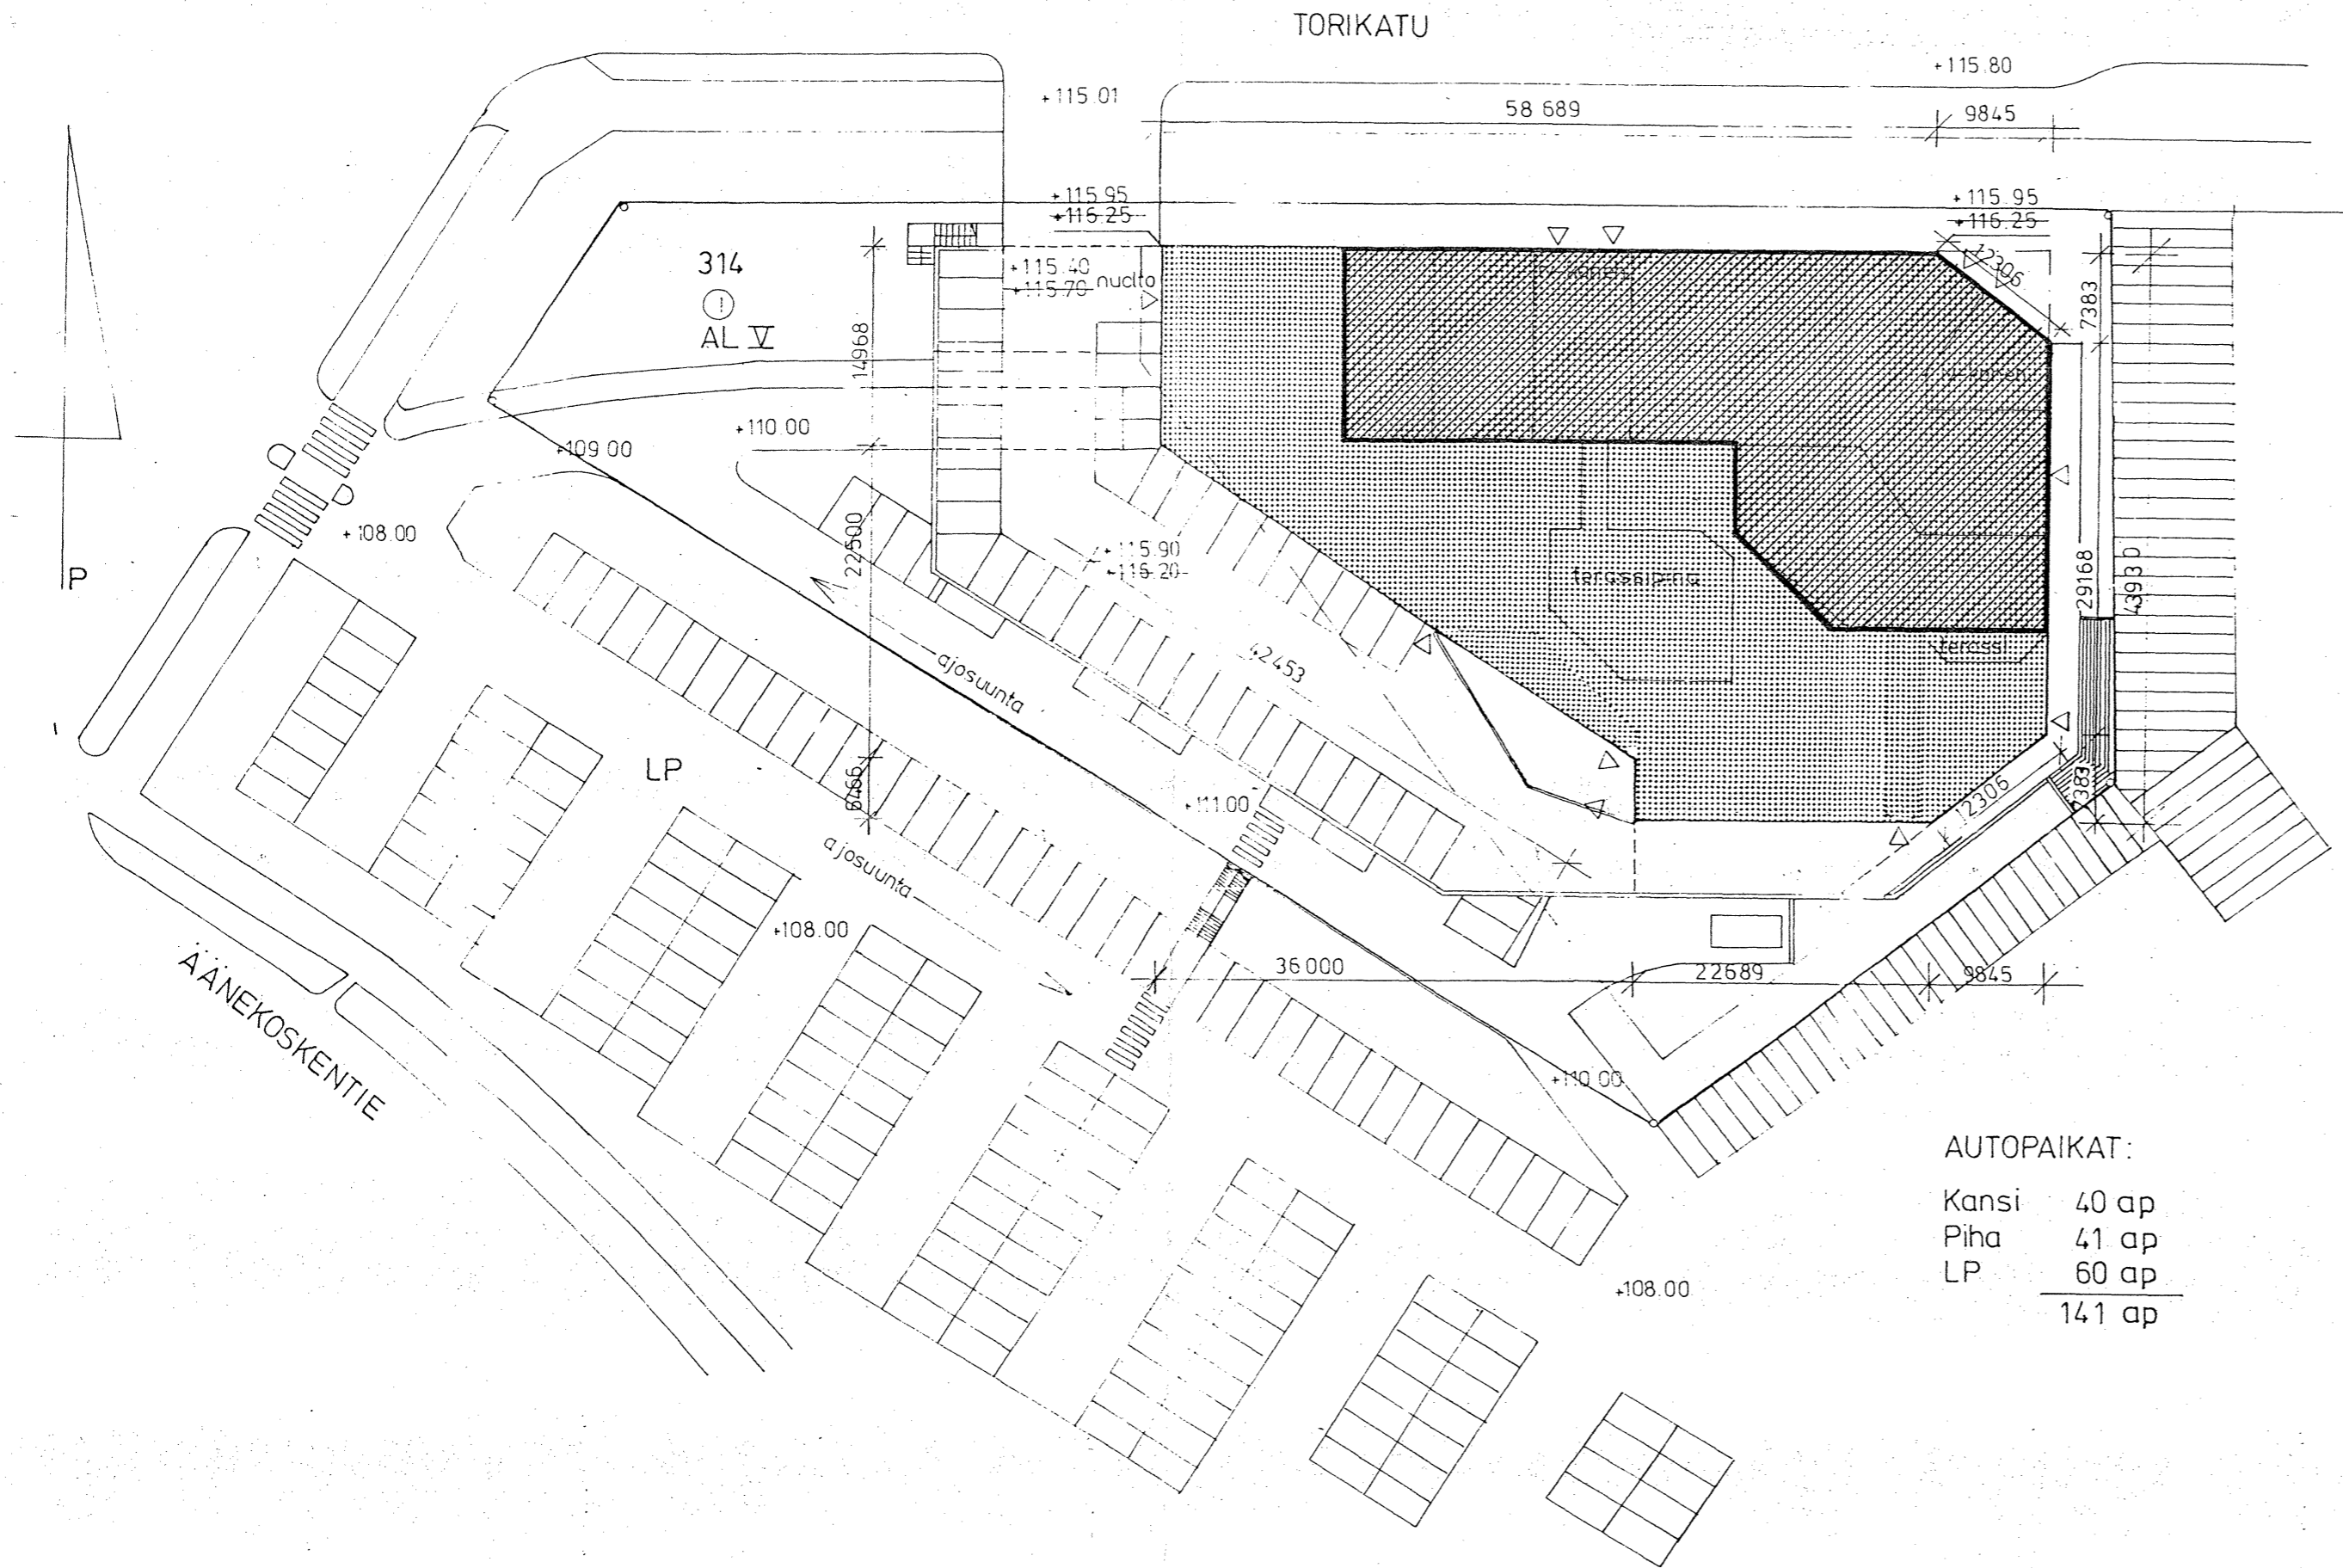 TORIKATU
+115.80
+115.01
58 689
9845
+115.95
+116.25
+115.95
+116.25
314
I
AL V
+115.40
+115.70
nuolto
12306
7383
14968
+110.00
+109 00
+108.00
P
22500
+115.90
+116.20
terassipiha
29168
43930
terassi
42453
ajosuunta
LP
6466
+111.00
ajosuunta
12306
7383
+108.00
36 000
22689
9845
ÄÄNEKOSKENTIE
+110 00
AUTOPAIKAT:
Kansi 40 ap
Piha 41 ap
LP 60 ap
141 ap
+108.00